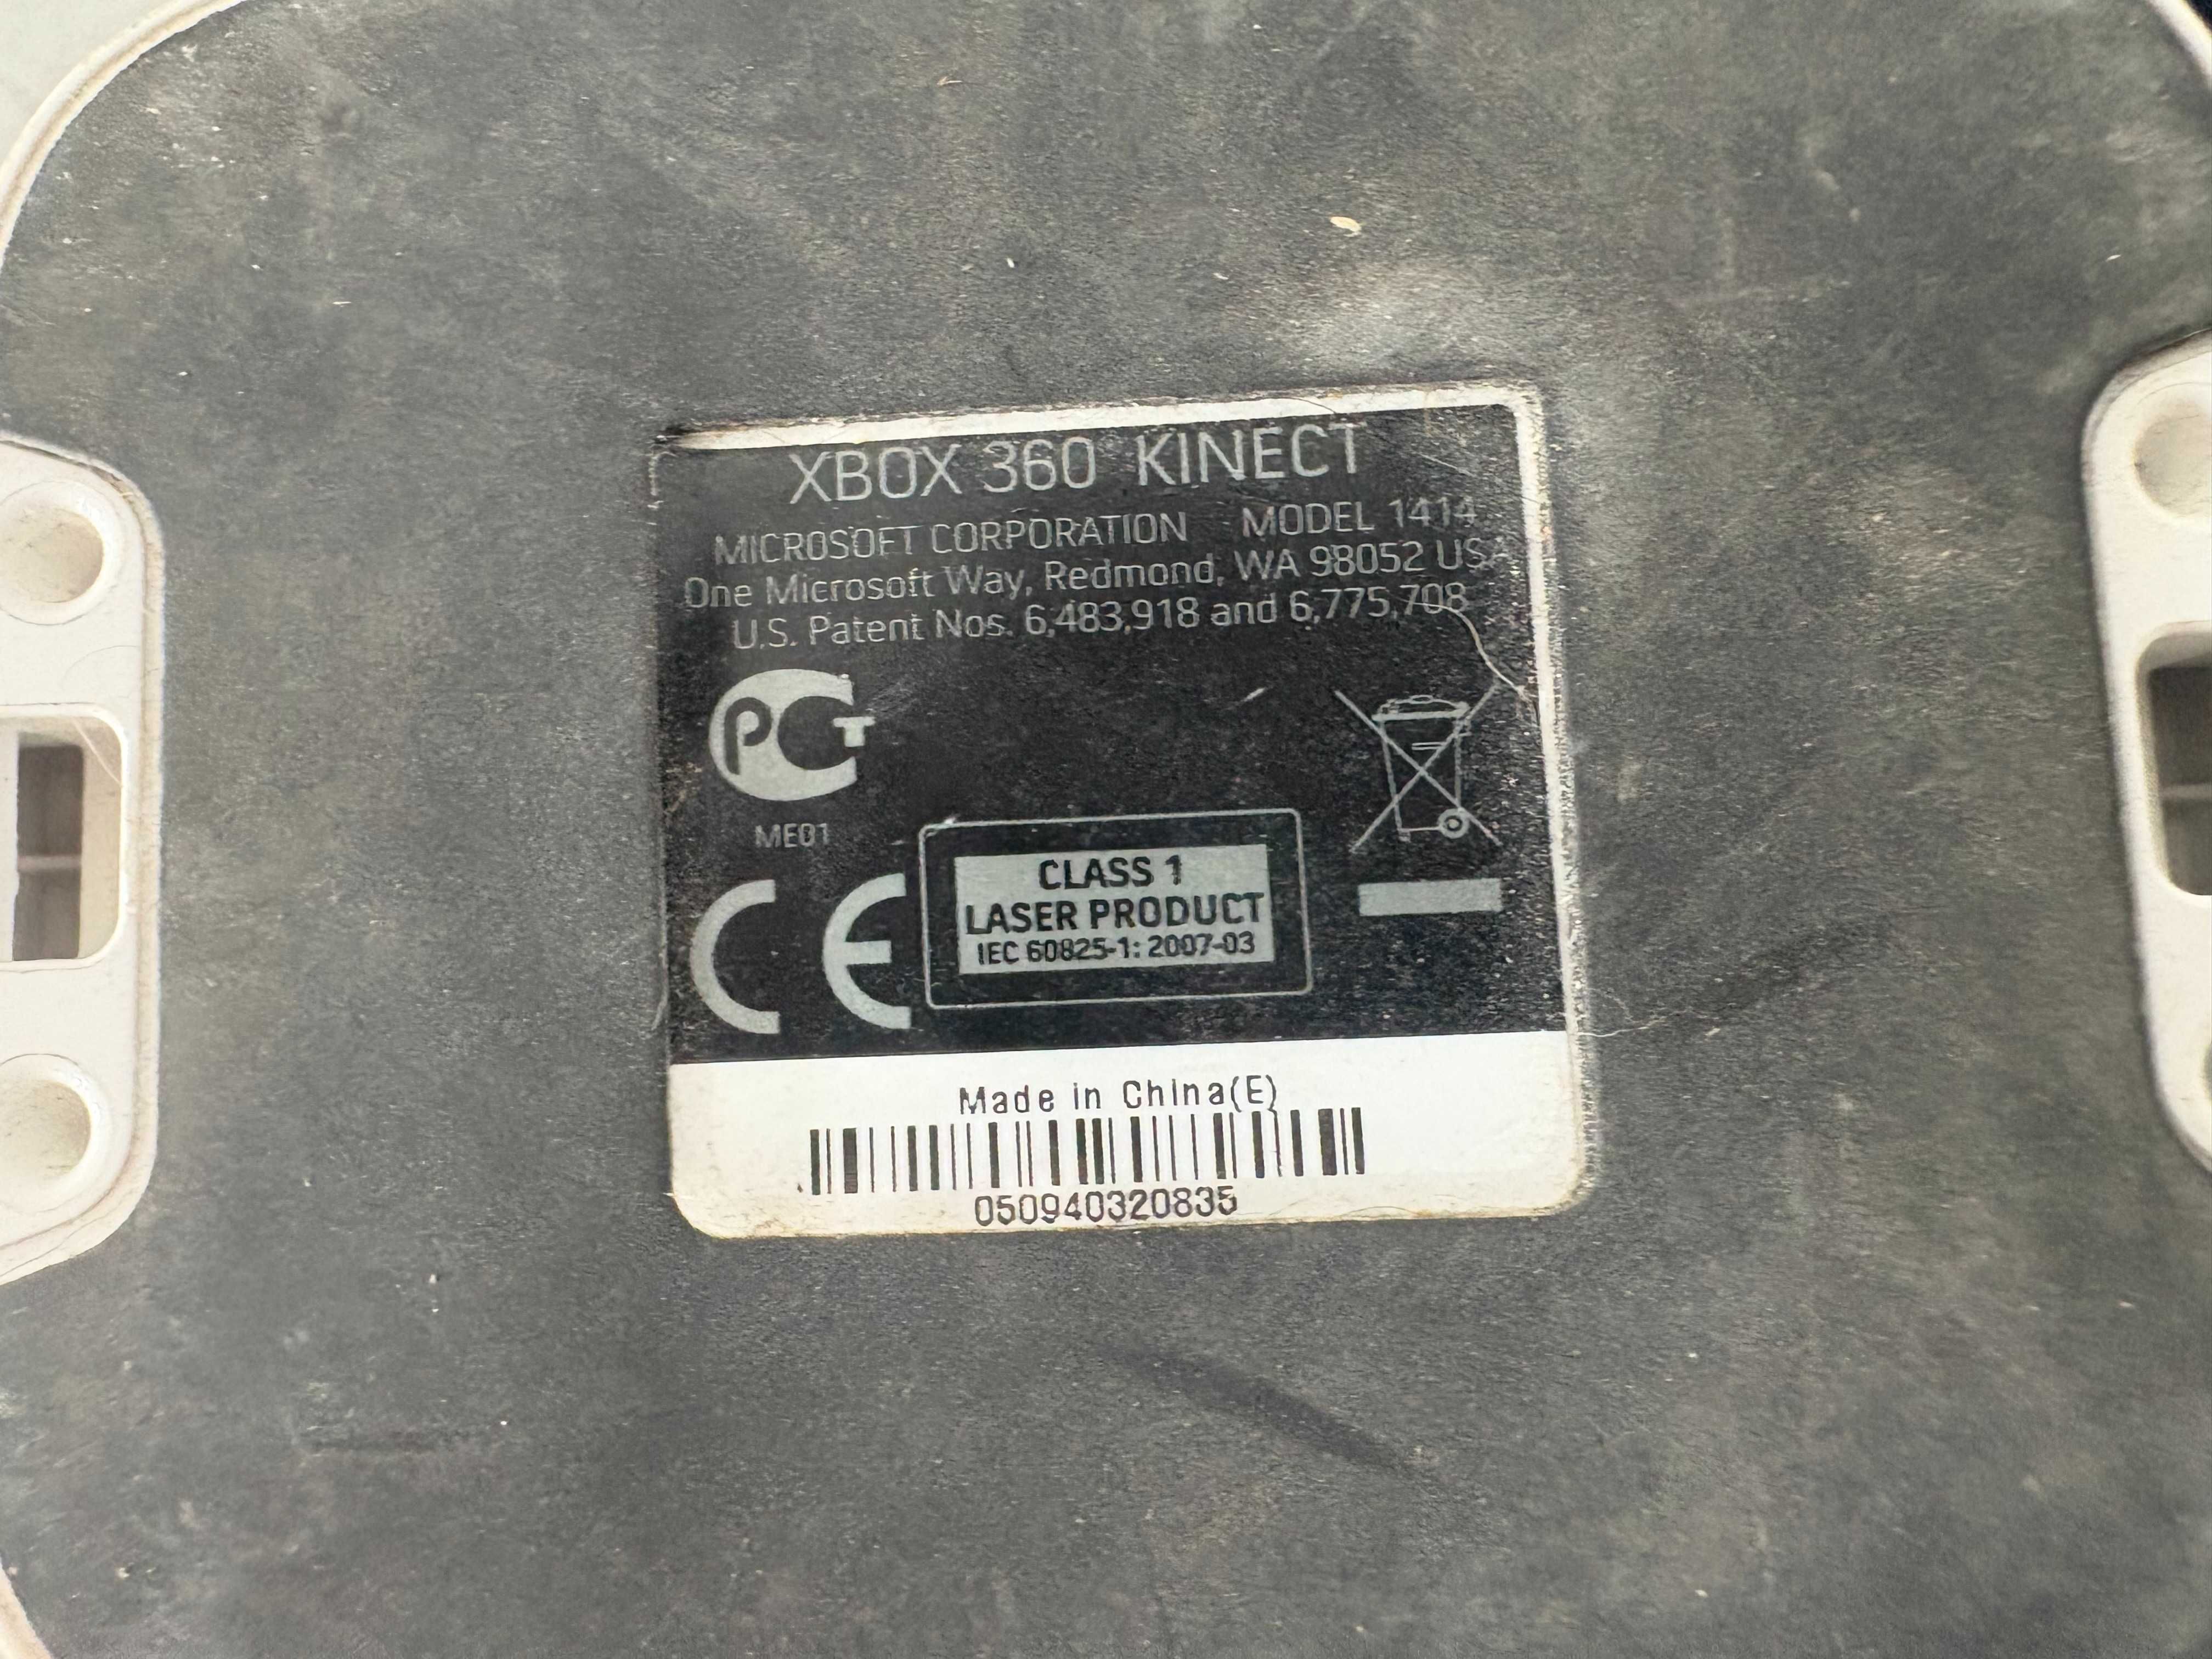 XBOX 360 KINECT
MICROSOFT CORPORATION MODEL 1414
One Microsoft Way, Redmond, WA 98052 USA
U.S. Patent Nos. 6,483,918 and 6,775,708
РСТ
ME01
CE
CLASS 1
LASER PRODUCT
IEC 60825-1: 2007-03
Made in China(E)
050940320835